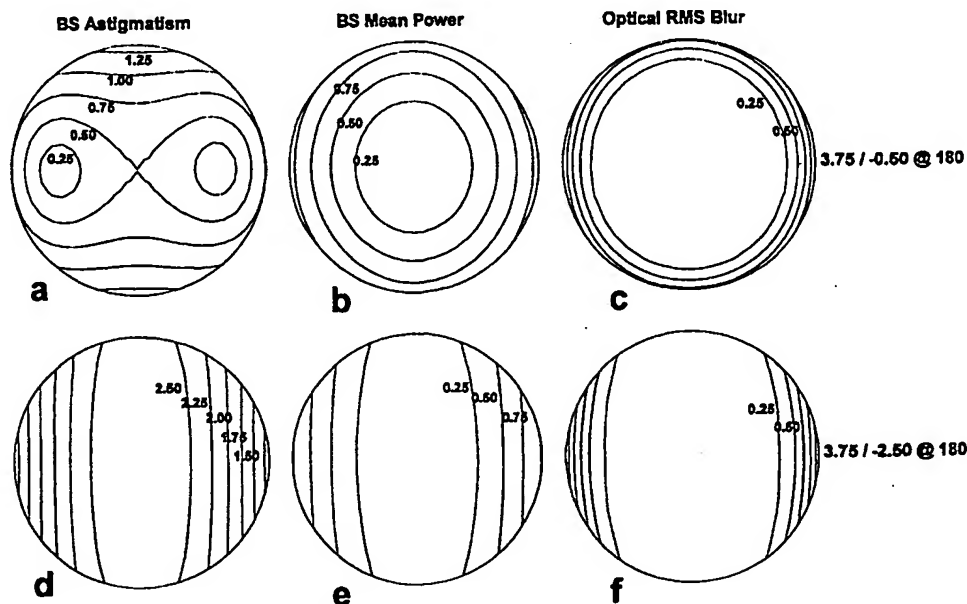 BS Astigmatism
BS Mean Power
Optical RMS Blur
1.25
1.00
0.75
0.50
0.25
0.75
0.50
0.25
0.25
0.50
3.75 / -0.50 @ 180
a
b
c
2.50
2.25
2.00
1.75
1.50
0.25
0.50
0.75
0.25
0.50
3.75 / -2.50 @ 180
d
e
f